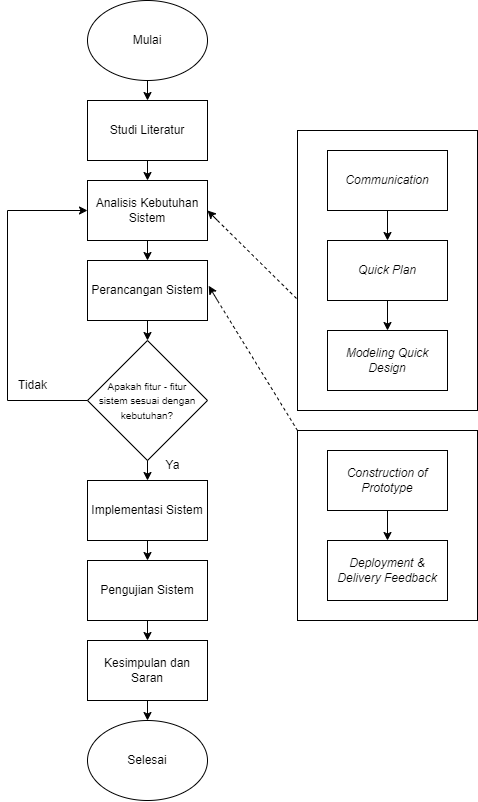 Mulai
Studi Literatur
Analisis Kebutuhan
Sistem
Perancangan Sistem
Apakah fitur - fitur
sistem sesuai dengan
kebutuhan?
Tidak
Ya
Implementasi Sistem
Pengujian Sistem
Kesimpulan dan
Saran
Selesai
Communication
Quick Plan
Modeling Quick
Design
Construction of
Prototype
Deployment &
Delivery Feedback